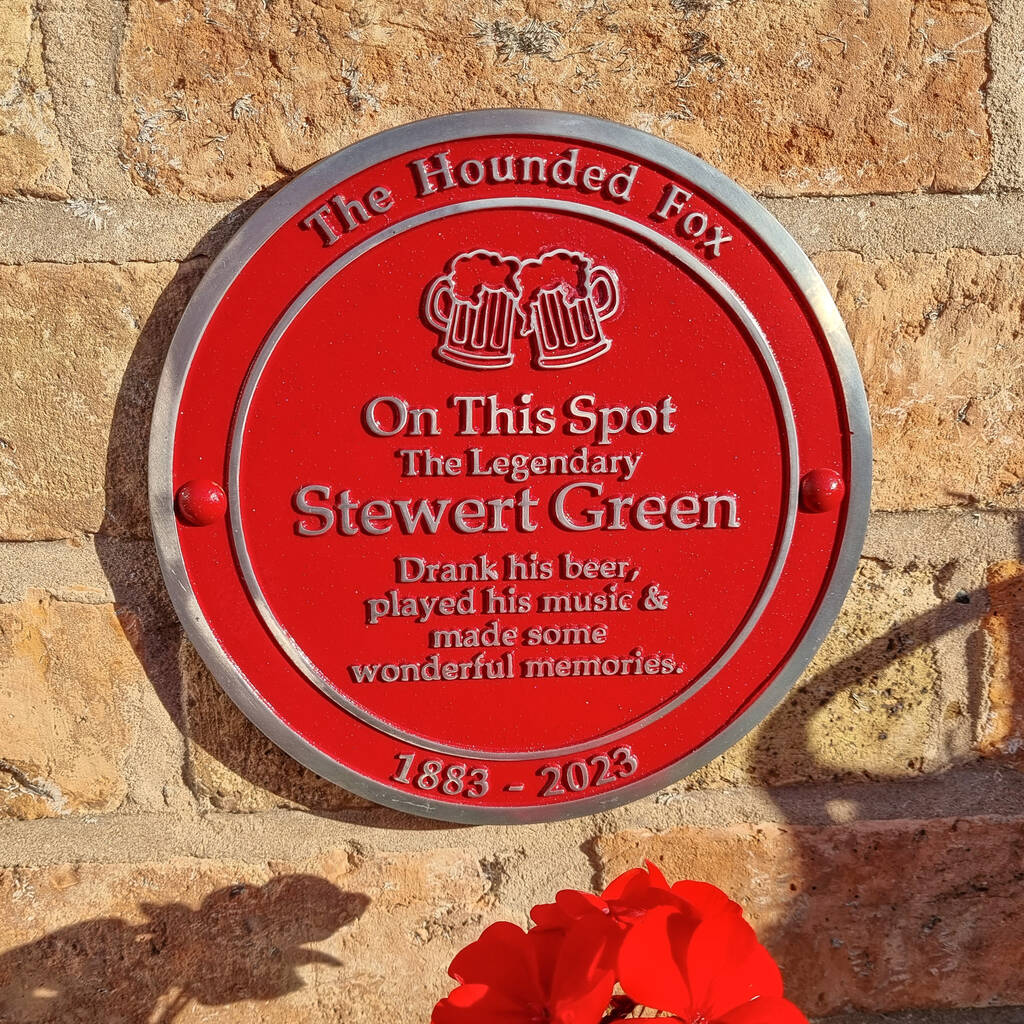 The Hounded Fox
On This Spot
The Legendary
Stewert Green
Drank his beer,
played his music &
made some
wonderful memories.
1883 - 2023